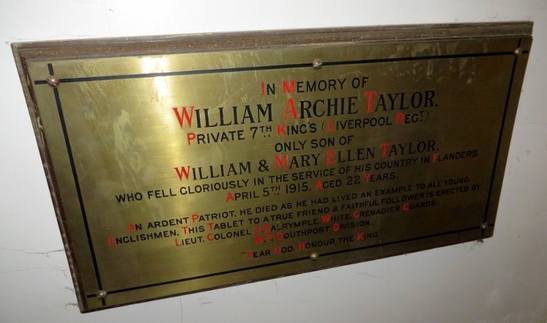 IN MEMORY OF
WILLIAM ARCHIE TAYLOR.
PRIVATE 7TH KING'S (LIVERPOOL REGT)
ONLY SON OF
WILLIAM & MARY ELLEN TAYLOR.
WHO FELL GLORIOUSLY IN THE SERVICE OF HIS COUNTRY IN FLANDERS
APRIL 5TH 1915, AGED 22 YEARS.
AN ARDENT PATRIOT, HE DIED AS HE HAD LIVED AN EXAMPLE TO ALL YOUNG
ENGLISHMEN. THIS TABLET TO A TRUE FRIEND & FAITHFUL FOLLOWER IS ERECTED BY
LIEUT. COLONEL DALRYMPLE WHITE, GRENADIER GUARDS.
SOUTHPORT DIVISION.
FEAR GOD, HONOUR THE KING.